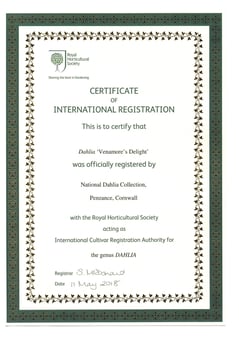 Royal
Horticultural
Society
Sharing the best in Gardening
CERTIFICATE
OF
INTERNATIONAL REGISTRATION
This is to certify that
Dahlia 'Venamore's Delight'
was officially registered by
National Dahlia Collection,
Penzance, Cornwall
with the Royal Horticultural Society
acting as
International Cultivar Registration Authority for
the genus DAHLIA
Registrar S. McDonald
Date 11 May 2018